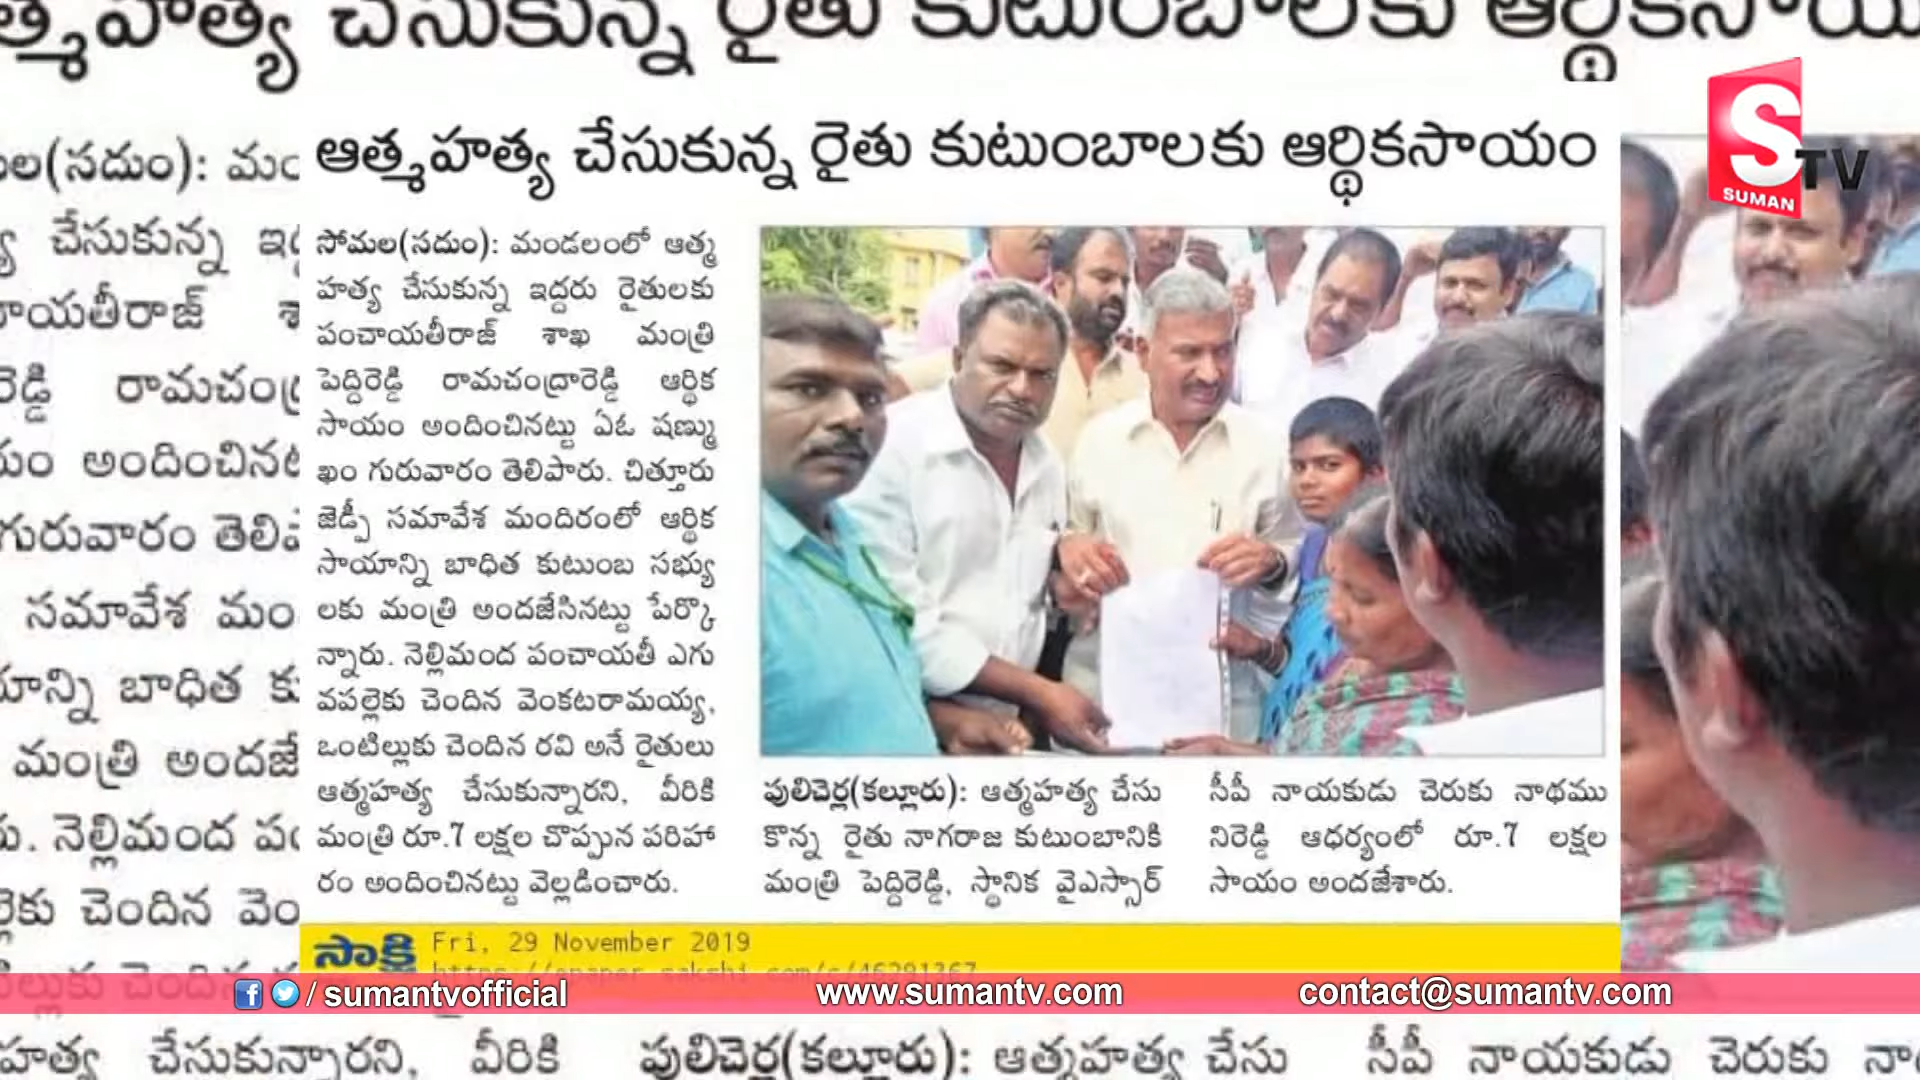 ఆత్మహత్య చేసుకున్న రైతు కుటుంబాలకు ఆర్థికసాయం
S TV
SUMAN
సోమల(సదుం): మండలంలో ఆత్మ
హత్య చేసుకున్న ఇద్దరు రైతులకు
పంచాయతీరాజ్ శాఖ మంత్రి
పెద్దిరెడ్డి రామచంద్రారెడ్డి ఆర్థిక
సాయం అందించినట్టు ఏఓ షణ్ము
ఖం గురువారం తెలిపారు. చిత్తూరు
జెడ్పీ సమావేశ మందిరంలో ఆర్థిక
సాయాన్ని బాధిత కుటుంబ సభ్యు
లకు మంత్రి అందజేసినట్టు పేర్కొ
న్నారు. నెల్లిమంద పంచాయతీ ఎగు
వపల్లెకు చెందిన వెంకటరామయ్య,
ఒంటిల్లుకు చెందిన రవి అనే రైతులు
ఆత్మహత్య చేసుకున్నారని, వీరికి
మంత్రి రూ.7 లక్షల చొప్పున పరిహా
రం అందించినట్టు వెల్లడించారు.
పులిచెర్ల(కల్లూరు): ఆత్మహత్య చేసు
కొన్న రైతు నాగరాజ కుటుంబానికి
మంత్రి పెద్దిరెడ్డి, స్థానిక వైఎస్సార్
సీపీ నాయకుడు చెరుకు నాథము
నిరెడ్డి ఆధర్యంలో రూ.7 లక్షల
సాయం అందజేశారు.
సాక్షి Fri, 29 November 2019
/ sumantvofficial
www.sumantv.com
contact@sumantv.com